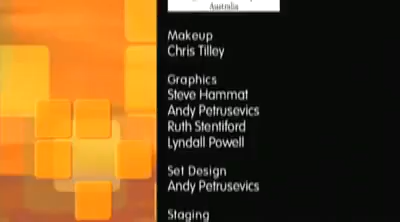 Australia
Makeup
Chris Tilley
Graphics
Steve Hammat
Andy Petrusevics
Ruth Stentiford
Lyndall Powell
Set Design
Andy Petrusevics
Staging